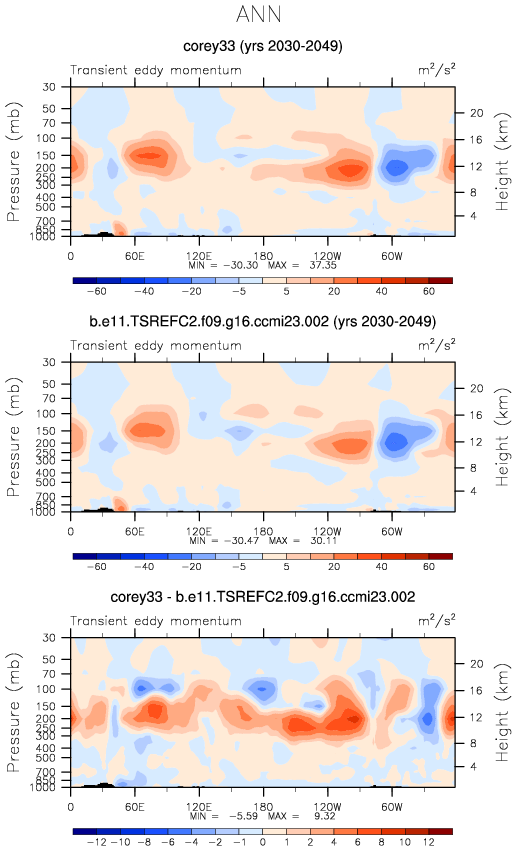 ANN
corey33 (yrs 2030-2049)
Transient eddy momentum m²/s²
Pressure (mb)
30
50
70
100
150
200
250
300
400
500
700
850
1000
20
16
12
8
4
Height (km)
0 60E 120E 180 120W 60W
MIN = -30.30 MAX = 37.35
-60 -40 -20 -5 5 20 40 60
b.e11.TSREFC2.f09.g16.ccmi23.002 (yrs 2030-2049)
Transient eddy momentum m²/s²
Pressure (mb)
30
50
70
100
150
200
250
300
400
500
700
850
1000
20
16
12
8
4
Height (km)
0 60E 120E 180 120W 60W
MIN = -30.47 MAX = 30.11
-60 -40 -20 -5 5 20 40 60
corey33 - b.e11.TSREFC2.f09.g16.ccmi23.002
Transient eddy momentum m²/s²
Pressure (mb)
30
50
70
100
150
200
250
300
400
500
700
850
1000
20
16
12
8
4
Height (km)
0 60E 120E 180 120W 60W
MIN = -5.59 MAX = 9.32
-12 -10 -8 -6 -4 -2 -1 0 1 2 4 6 8 10 12